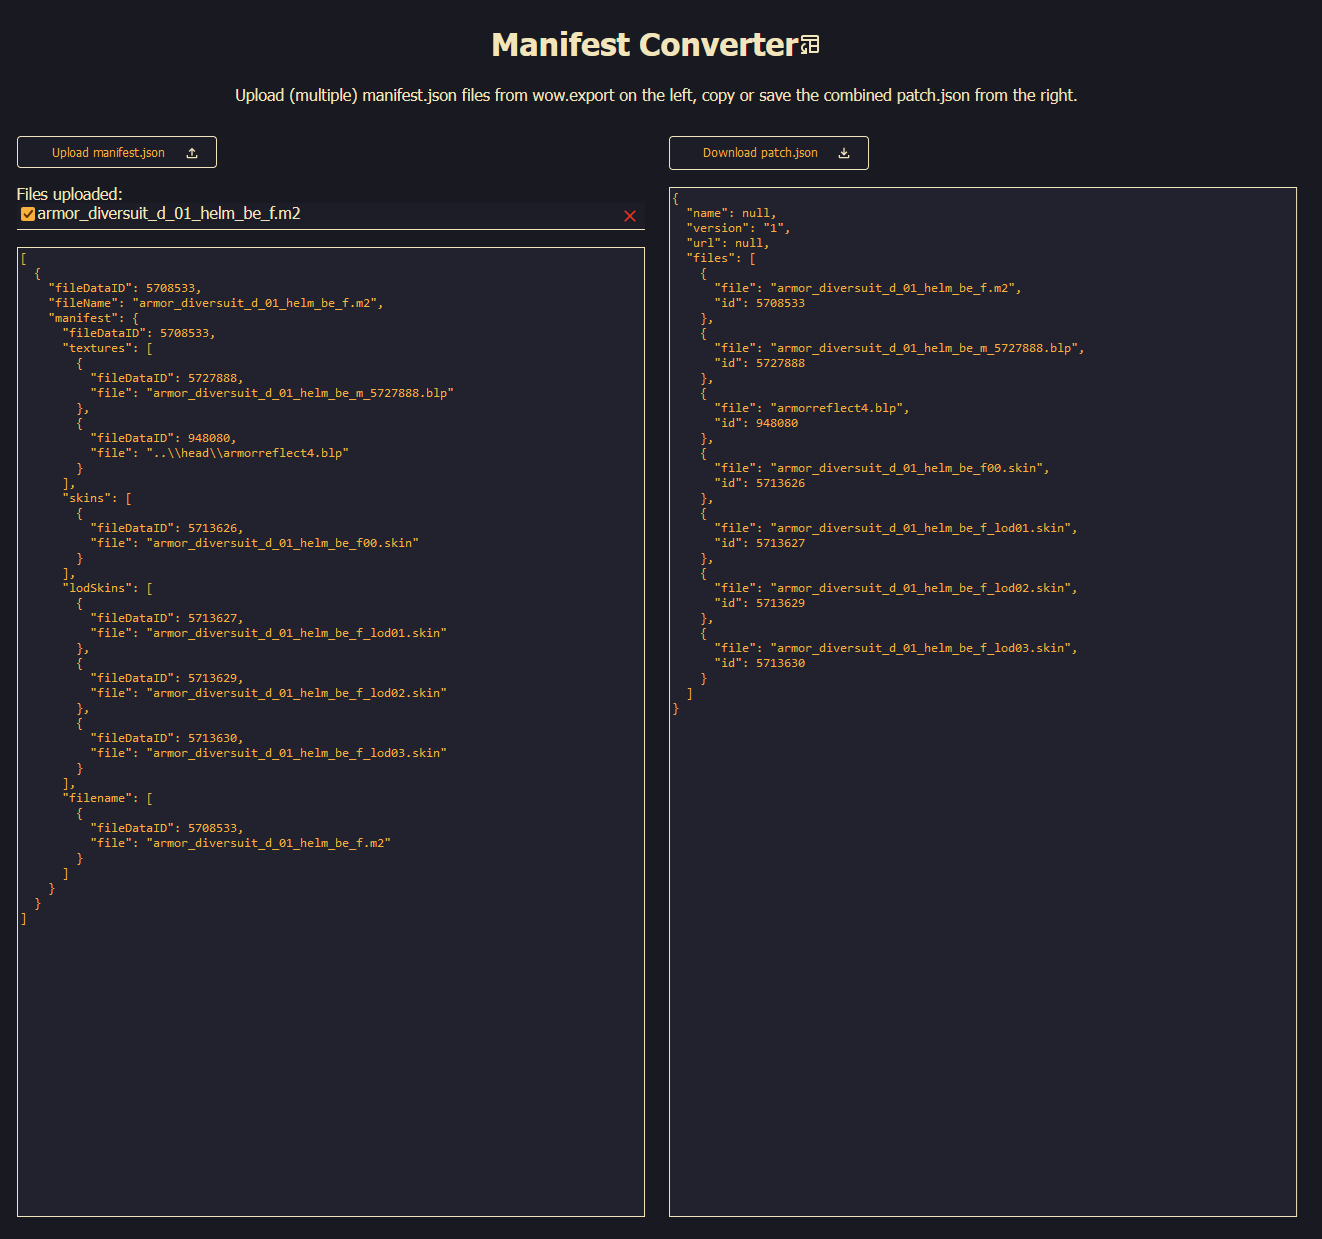 Manifest Converter
Upload (multiple) manifest.json files from wow.export on the left, copy or save the combined patch.json from the right.
Upload manifest.json
Files uploaded:
armor_diversuit_d_01_helm_be_f.m2
[
  {
    "fileDataID": 5708533,
    "fileName": "armor_diversuit_d_01_helm_be_f.m2",
    "manifest": {
      "fileDataID": 5708533,
      "textures": [
        {
          "fileDataID": 5727888,
          "file": "armor_diversuit_d_01_helm_be_m_5727888.blp"
        },
        {
          "fileDataID": 948080,
          "file": "..\\head\\armorreflect4.blp"
        }
      ],
      "skins": [
        {
          "fileDataID": 5713626,
          "file": "armor_diversuit_d_01_helm_be_f00.skin"
        }
      ],
      "lodSkins": [
        {
          "fileDataID": 5713627,
          "file": "armor_diversuit_d_01_helm_be_f_lod01.skin"
        },
        {
          "fileDataID": 5713629,
          "file": "armor_diversuit_d_01_helm_be_f_lod02.skin"
        },
        {
          "fileDataID": 5713630,
          "file": "armor_diversuit_d_01_helm_be_f_lod03.skin"
        }
      ],
      "filename": [
        {
          "fileDataID": 5708533,
          "file": "armor_diversuit_d_01_helm_be_f.m2"
        }
      ]
    }
  }
]
Download patch.json
{
  "name": null,
  "version": "1",
  "url": null,
  "files": [
    {
      "file": "armor_diversuit_d_01_helm_be_f.m2",
      "id": 5708533
    },
    {
      "file": "armor_diversuit_d_01_helm_be_m_5727888.blp",
      "id": 5727888
    },
    {
      "file": "armorreflect4.blp",
      "id": 948080
    },
    {
      "file": "armor_diversuit_d_01_helm_be_f00.skin",
      "id": 5713626
    },
    {
      "file": "armor_diversuit_d_01_helm_be_f_lod01.skin",
      "id": 5713627
    },
    {
      "file": "armor_diversuit_d_01_helm_be_f_lod02.skin",
      "id": 5713629
    },
    {
      "file": "armor_diversuit_d_01_helm_be_f_lod03.skin",
      "id": 5713630
    }
  ]
}